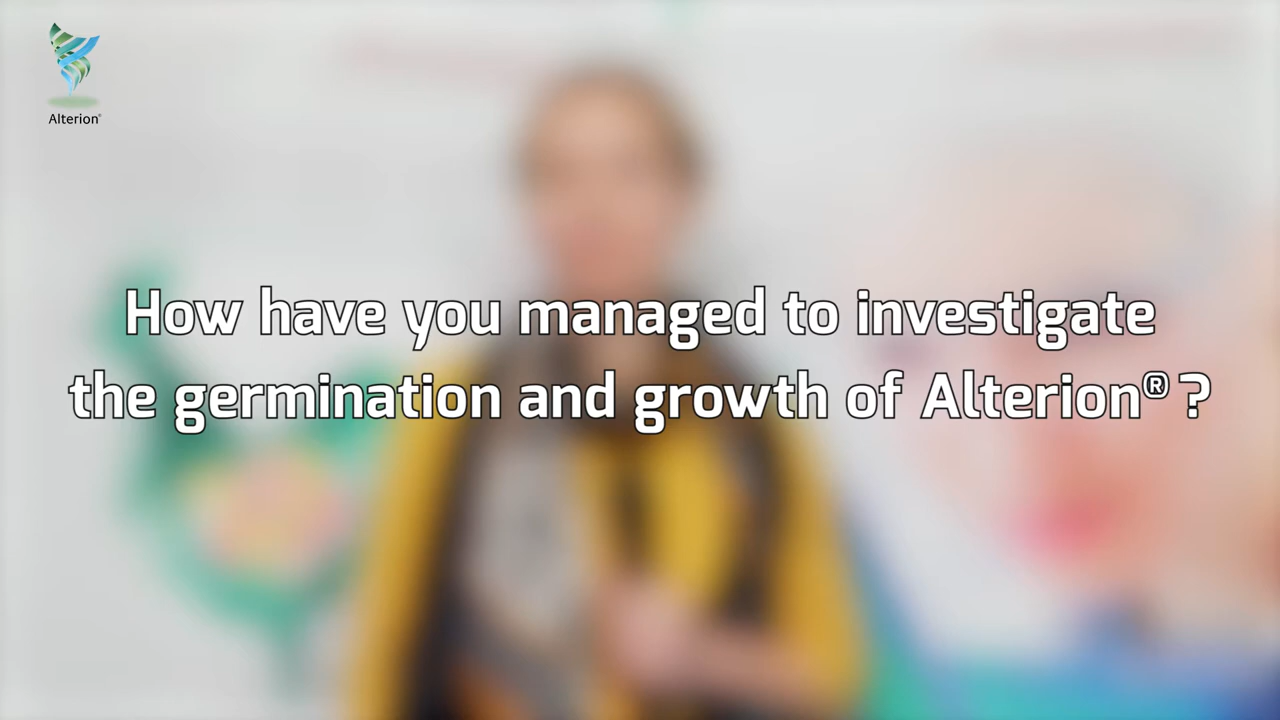 Alterion®
How have you managed to investigate
the germination and growth of Alterion® ?